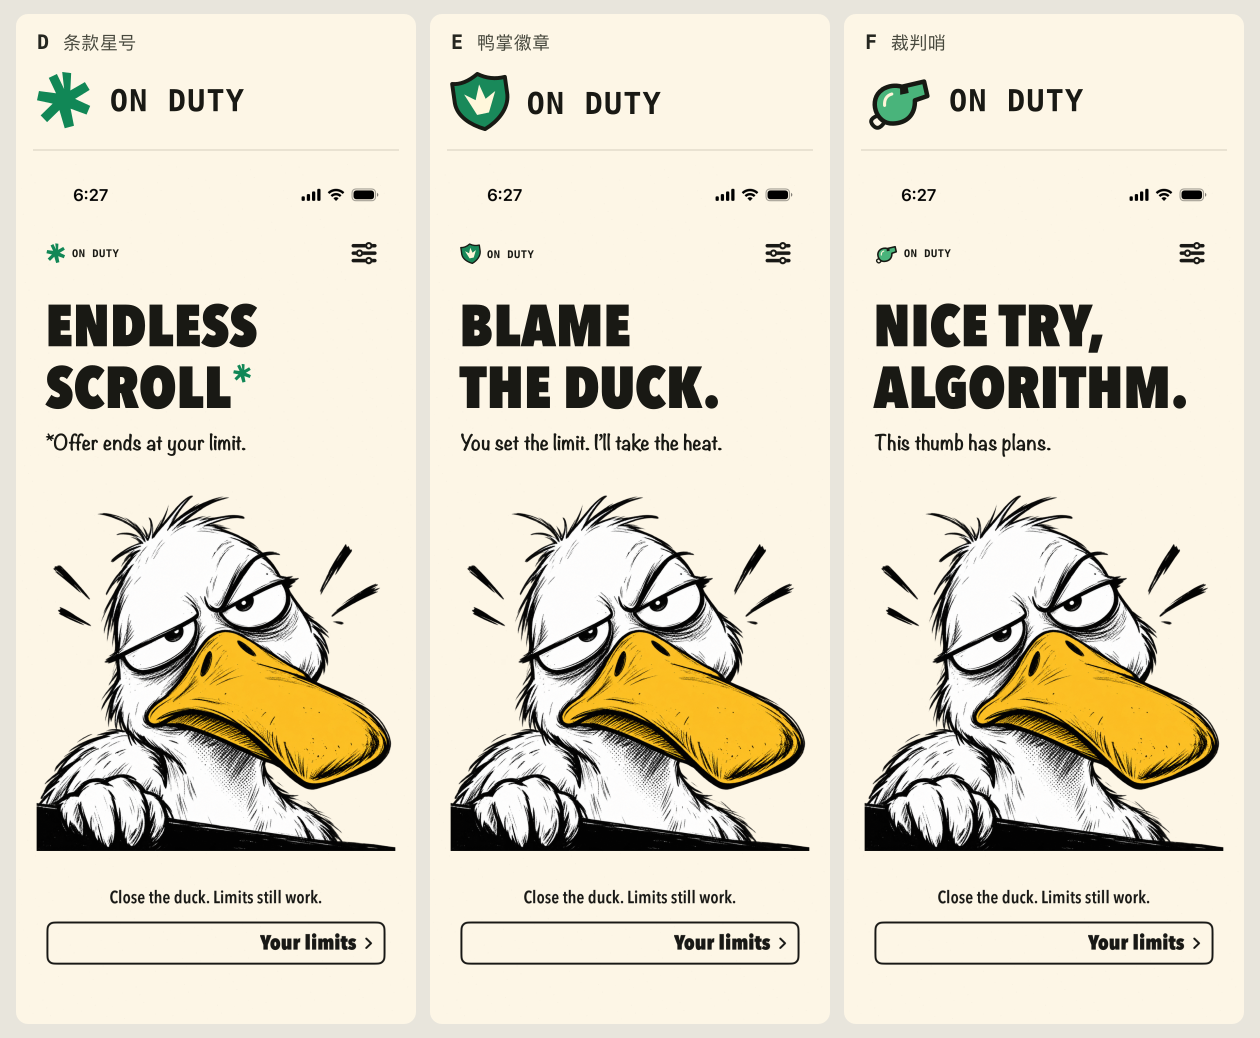 D 条款星号
ON DUTY
6:27
ON DUTY
ENDLESS
SCROLL*
*Offer ends at your limit.
Close the duck. Limits still work.
Your limits >
E 鸭掌徽章
ON DUTY
6:27
ON DUTY
BLAME
THE DUCK.
You set the limit. I'll take the heat.
Close the duck. Limits still work.
Your limits >
F 裁判哨
ON DUTY
6:27
ON DUTY
NICE TRY,
ALGORITHM.
This thumb has plans.
Close the duck. Limits still work.
Your limits >